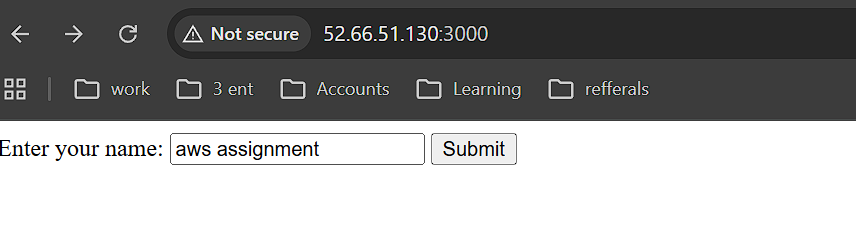 Not secure 52.66.51.130:3000
work 3 ent Accounts Learning refferals
Enter your name: aws assignment Submit